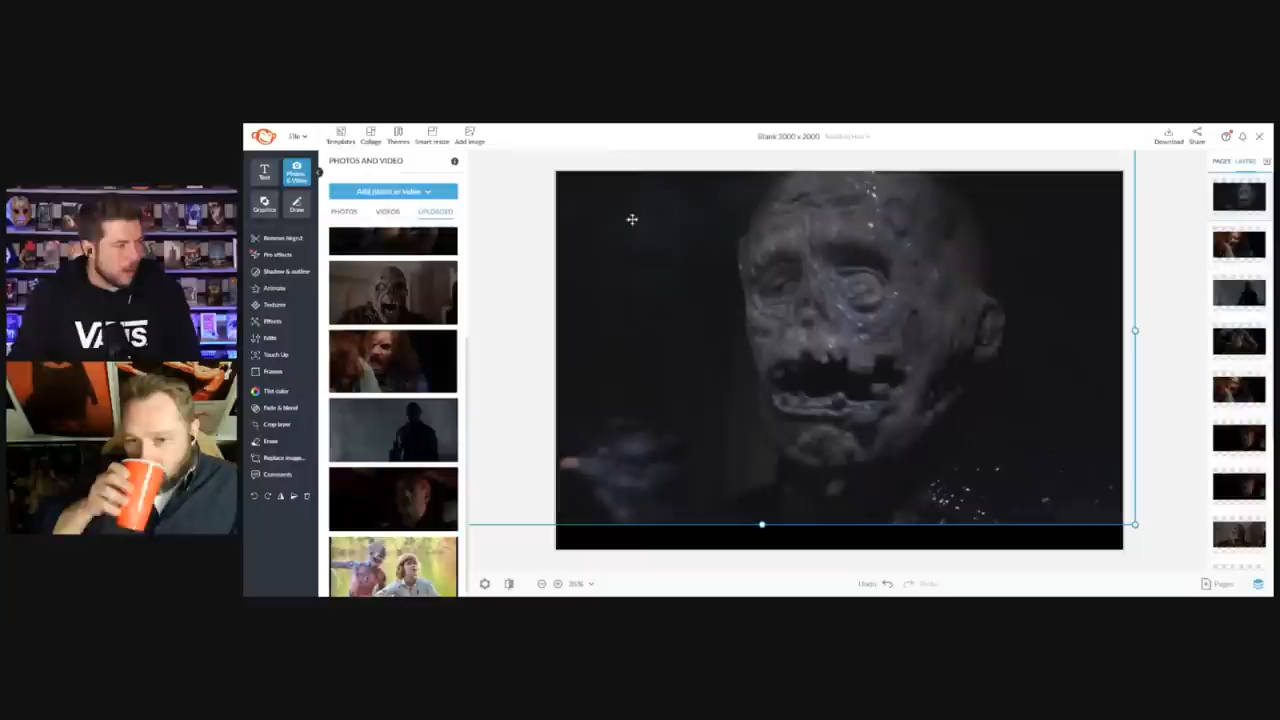 File
Templates
Collage
Themes
Smart resize
Add image
Blank 3000 x 2000
Download
Share
Text
Photos
& Video
Graphics
Draw
Remove bkgnd
Pro effects
Shadow & outline
Animate
Textures
Effects
Edits
Touch Up
Frames
Tint color
Fade & blend
Crop layer
Erase
Replace image...
Comments
PHOTOS AND VIDEO
Add photo or video
PHOTOS
VIDEOS
UPLOADED
PAGES
LAYERS
VANS
35%
Undo
Redo
Pages